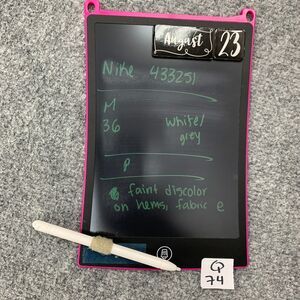 August 23
Nike 433251
M
36
White/
grey
P
faint discolor
on hems, fabric e
Q
74